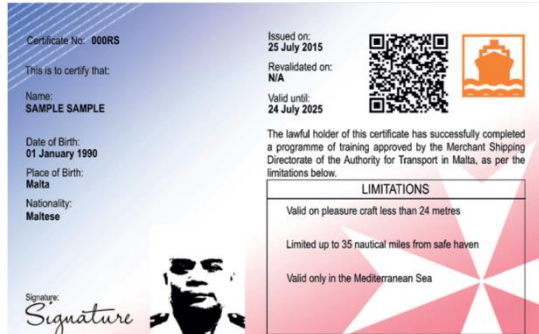 Certificate No. 000RS
This is to certify that:
Name:
SAMPLE SAMPLE
Date of Birth:
01 January 1990
Place of Birth:
Malta
Nationality:
Maltese
Signature:
Signature
Issued on:
25 July 2015
Revalidated on:
N/A
Valid until:
24 July 2025
The lawful holder of this certificate has successfully completed
a programme of training approved by the Merchant Shipping
Directorate of the Authority for Transport in Malta, as per the
limitations below.
LIMITATIONS
Valid on pleasure craft less than 24 metres
Limited up to 35 nautical miles from safe haven
Valid only in the Mediterranean Sea